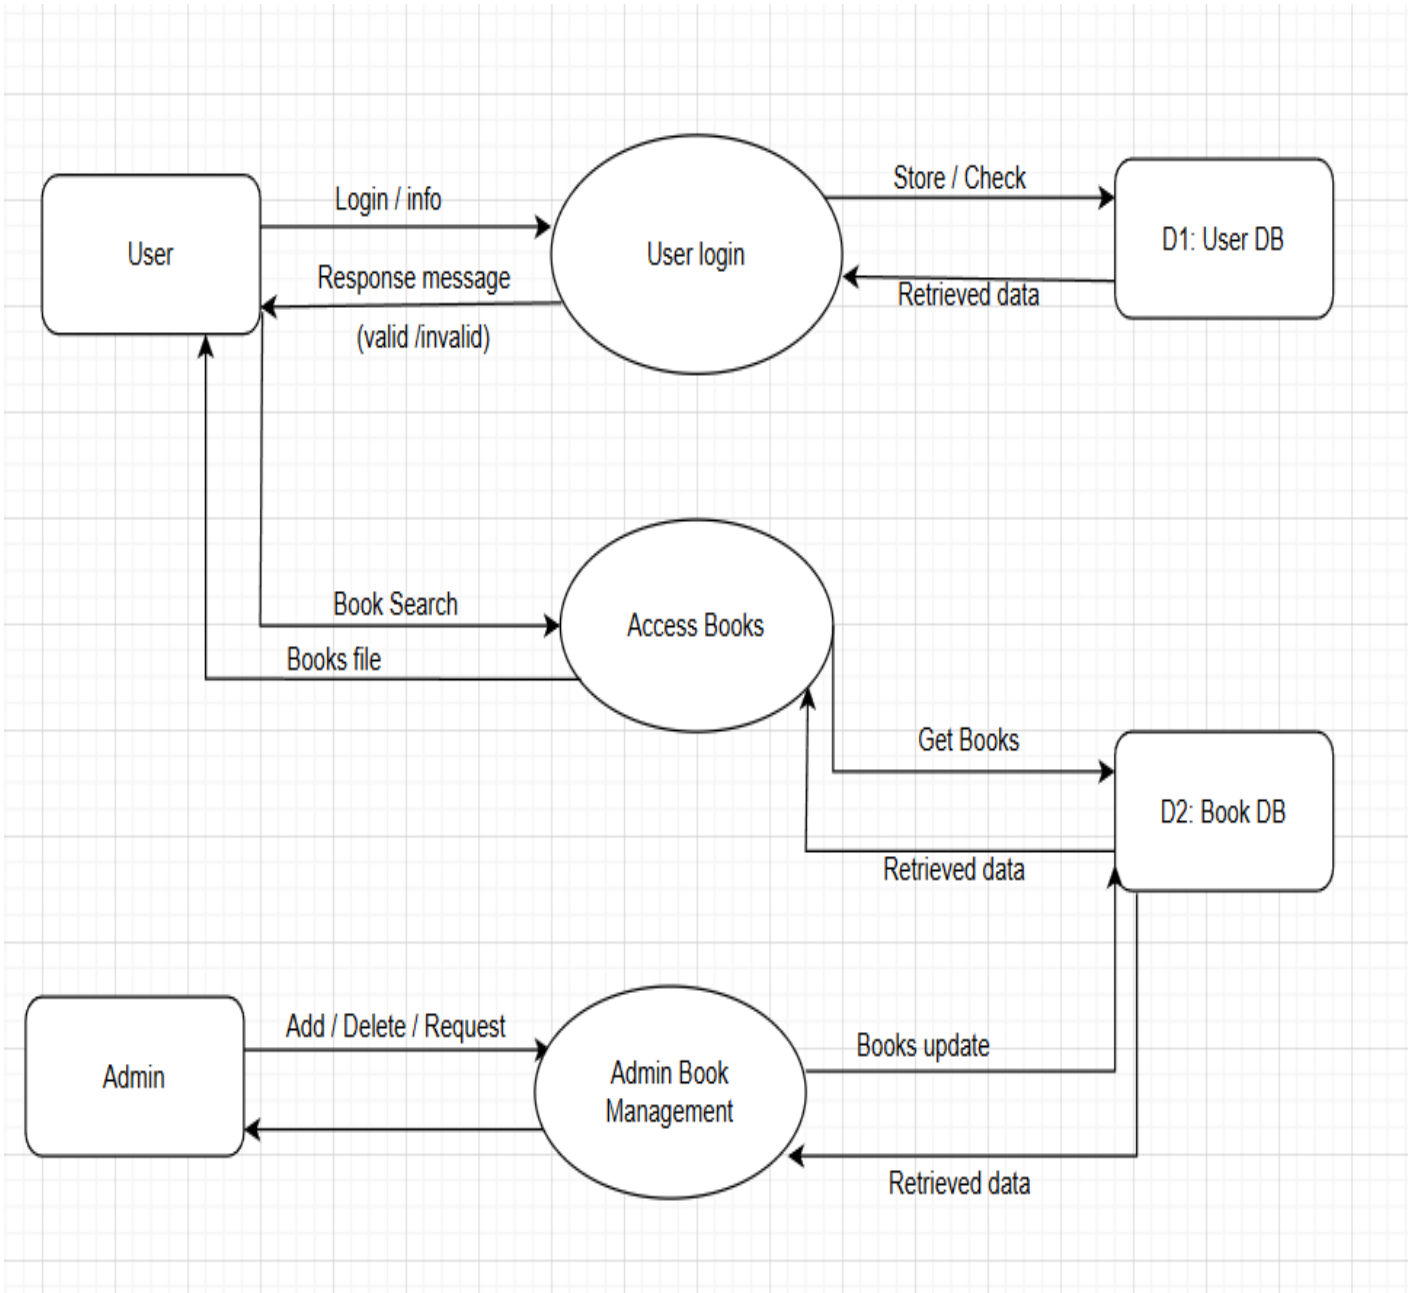 Login / info
Store / Check
User
User login
D1: User DB
Response message
Retrieved data
(valid /invalid)
Book Search
Access Books
Books file
Get Books
D2: Book DB
Retrieved data
Add / Delete / Request
Books update
Admin
Admin Book
Management
Retrieved data